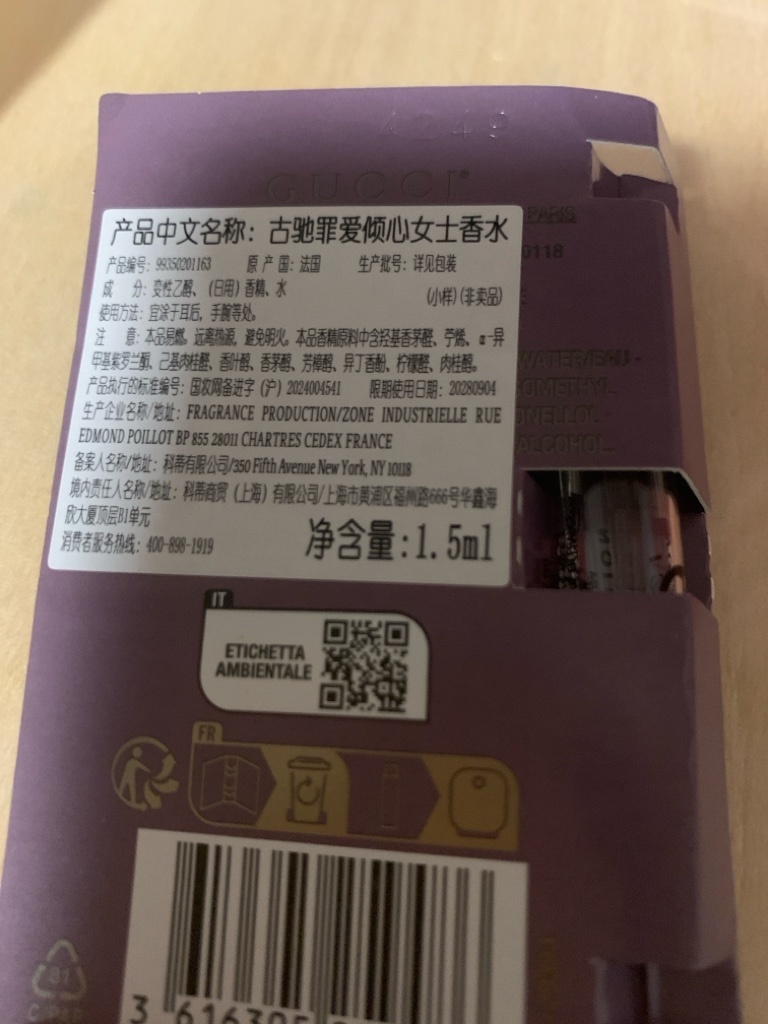 GUCCI
产品中文名称：古驰罪爱倾心女士香水
产品编号：99350201163 原 产 国：法国 生产批号：详见包装
成 分：变性乙醇、（日用）香精、水 (小样)(非卖品)
使用方法：宜涂于耳后，手腕等处。
注 意：本品易燃。远离热源，避免明火。本品香精原料中含羟基香茅醛、苧烯、α-异
甲基紫罗兰酮、己基肉桂醛、香叶醇、香茅醇、芳樟醇、异丁香酚、柠檬醛、肉桂醇。
产品执行的标准编号：国妆网备进字（沪）2024004541 限期使用日期：20280904
生产企业名称/地址：FRAGRANCE PRODUCTION/ZONE INDUSTRIELLE RUE
EDMOND POILLOT BP 855 28011 CHARTRES CEDEX FRANCE
备案人名称/地址：科蒂有限公司/350 Fifth Avenue New York, NY 10118
境内责任人名称/地址：科蒂商贸（上海）有限公司/上海市黄浦区福州路666号华鑫海
欣大厦顶层B1单元
消费者服务热线：400-898-1919 净含量：1.5ml
PARIS
0118
WATER/EAU -
ALCOHOL
IT
ETICHETTA
AMBIENTALE
FR
81
3 616305